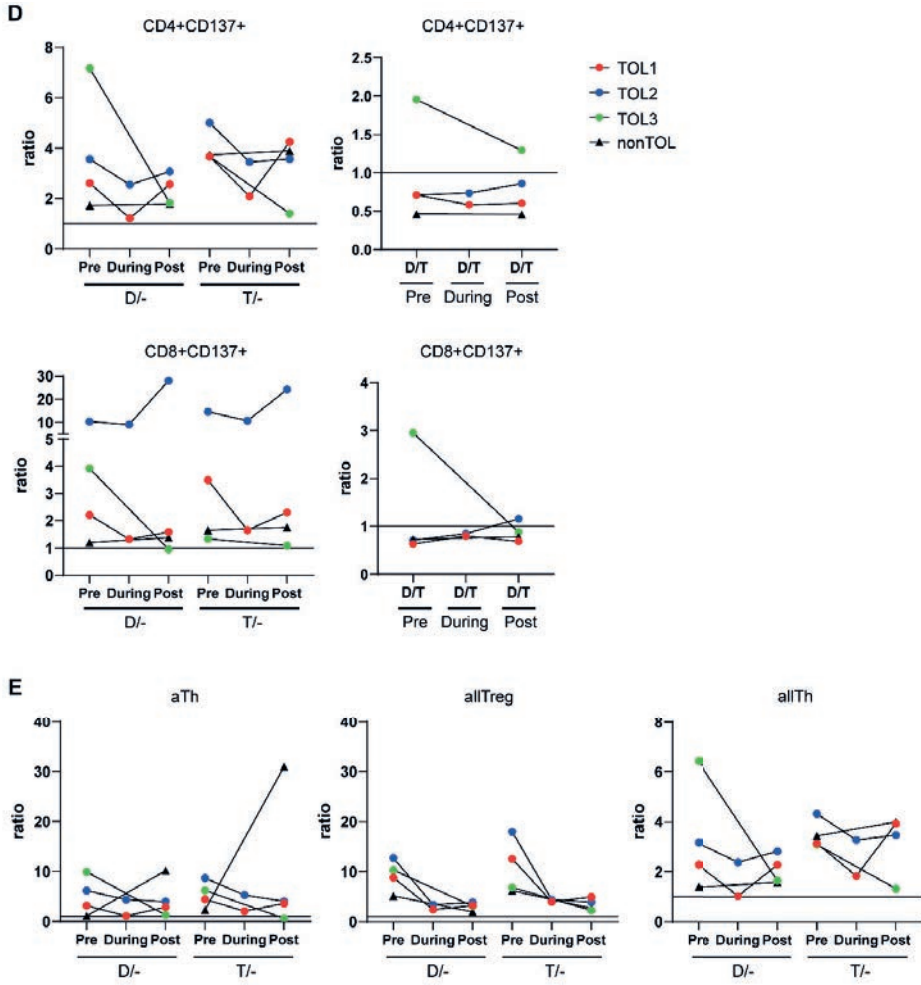 D
CD4+CD137+
ratio
8
6
4
2
0
Pre During Post Pre During Post
D/- T/-
CD4+CD137+
ratio
2.5
2.0
1.5
1.0
0.5
0.0
D/T D/T D/T
Pre During Post
TOL1
TOL2
TOL3
nonTOL
CD8+CD137+
ratio
30
20
10
5
4
3
2
1
0
Pre During Post Pre During Post
D/- T/-
CD8+CD137+
ratio
4
3
2
1
0
D/T D/T D/T
Pre During Post
E
aTh
ratio
40
30
20
10
0
Pre During Post Pre During Post
D/- T/-
allTreg
ratio
40
30
20
10
0
Pre During Post Pre During Post
D/- T/-
allTh
ratio
8
6
4
2
0
Pre During Post Pre During Post
D/- T/-